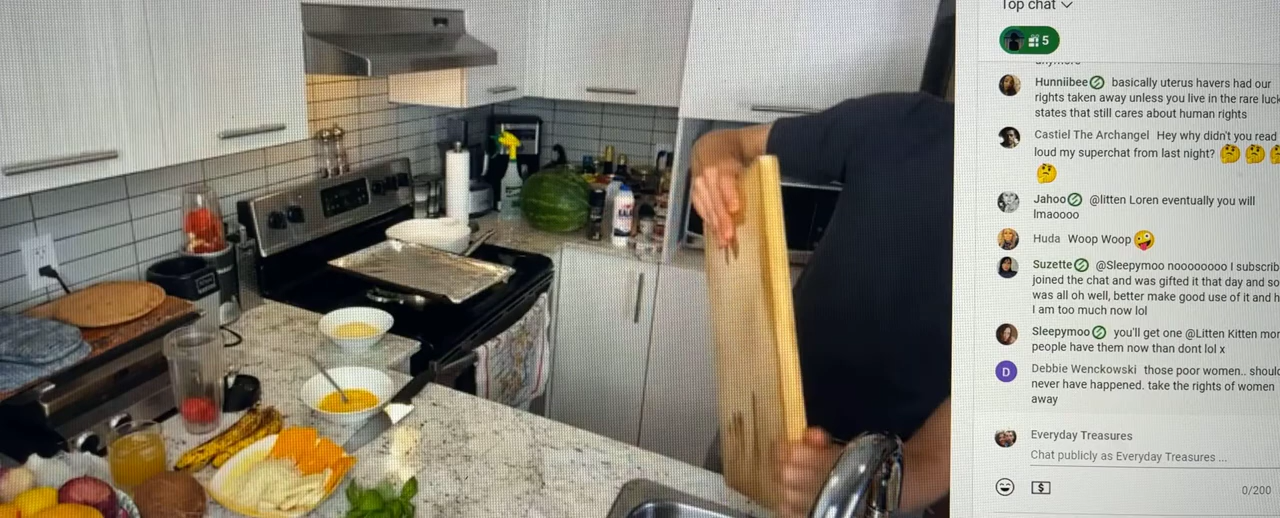 Top chat
5
anymore
Hunniibee basically uterus havers had our
rights taken away unless you live in the rare luck
states that still cares about human rights
Castiel The Archangel Hey why didn't you read
loud my superchat from last night?
Jahoo @litten Loren eventually you will
lmaoooo
Huda Woop Woop
Suzette @Sleepymoo noooooooo I subscrib
joined the chat and was gifted it that day and so
was all oh well, better make good use of it and h
I am too much now lol
Sleepymoo you'll get one @Litten Kitten mor
people have them now than dont lol x
D
Debbie Wenckowski those poor women.. shoul
never have happened. take the rights of women
away
Everyday Treasures
Chat publicly as Everyday Treasures ...
$
0/200